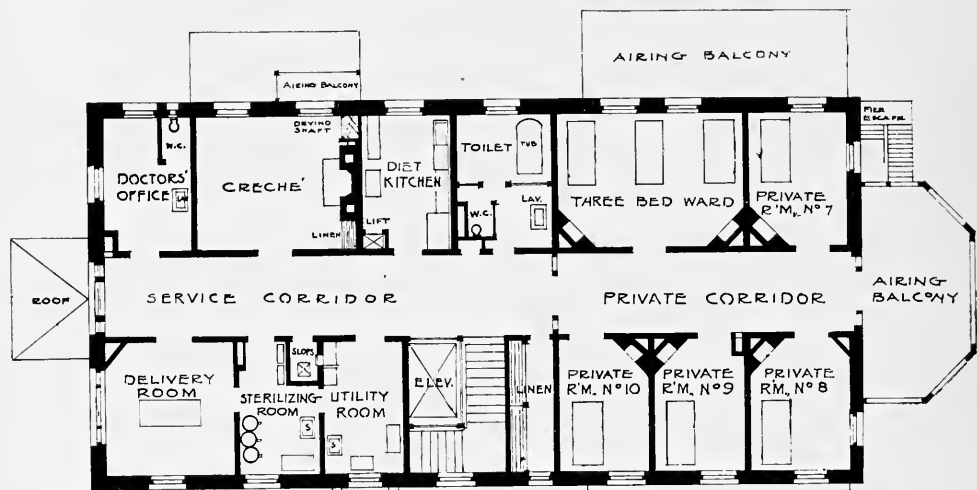 AIRING BALCONY
AIRING BALCONY
FIRE
ESCAPE
DRYING
SHAFT
W.C.
TOILET
TUB
DIET
KITCHEN
DOCTORS'
OFFICE
CRECHÉ
THREE BED WARD
PRIVATE
R'M., Nº 7
LAV.
W.C.
LIFT
LINEN
AIRING
BALCONY
ROOF
SERVICE CORRIDOR
PRIVATE CORRIDOR
SLOPS
DELIVERY
ROOM
STERILIZING
ROOM
UTILITY
ROOM
ELEV.
LINEN
PRIVATE
R'M. Nº 10
PRIVATE
R'M. Nº 9
PRIVATE
R'M., Nº 8
S
S